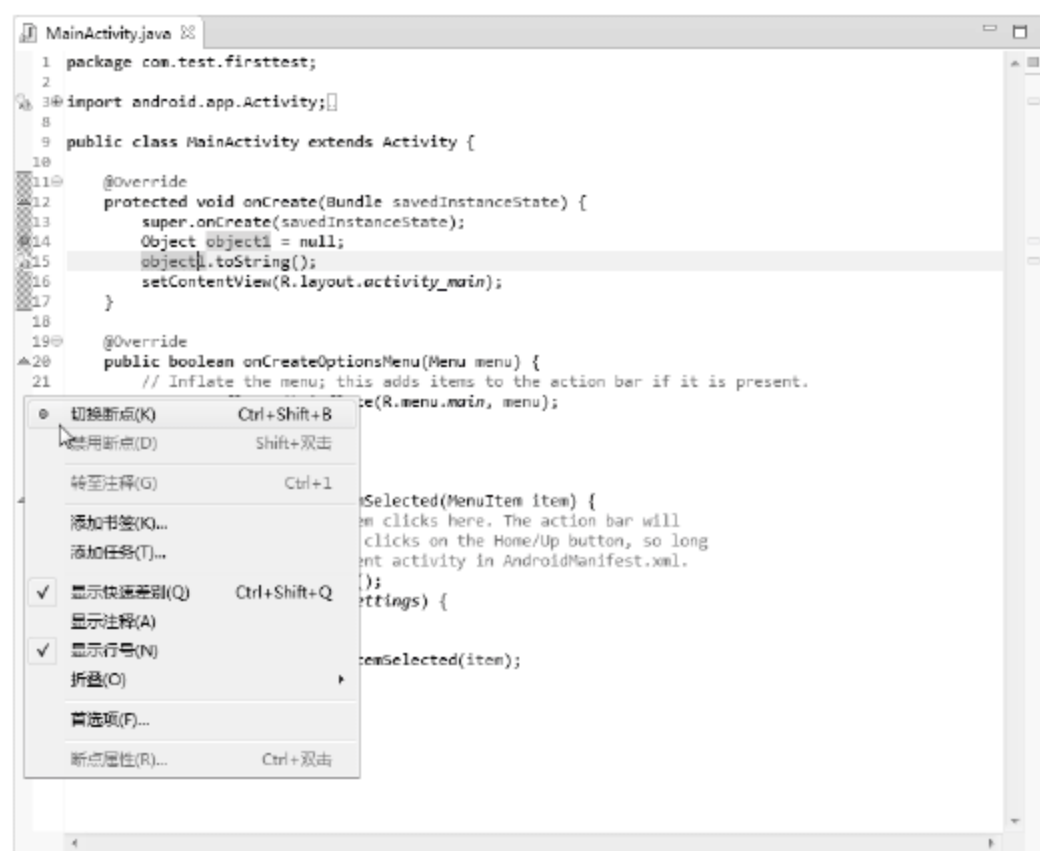 MainActivity.java
1 package com.test.firsttest;
2
3 import android.app.Activity;
8
9 public class MainActivity extends Activity {
10
11 @Override
12 protected void onCreate(Bundle savedInstanceState) {
13 super.onCreate(savedInstanceState);
14 Object object1 = null;
15 object1.toString();
16 setContentView(R.layout.activity_main);
17 }
18
19 @Override
20 public boolean onCreateOptionsMenu(Menu menu) {
21 // Inflate the menu; this adds items to the action bar if it is present.
(R.menu.main, menu);
切换断点(K) Ctrl+Shift+B
禁用断点(D) Shift+双击
转至注释(G) Ctrl+1
Selected(MenuItem item) {
添加书签(K)...
clicks here. The action bar will
clicks on the Home/Up button, so long
添加任务(T)...
activity in AndroidManifest.xml.
();
显示快速差别(Q) Ctrl+Shift+Q
ettings) {
显示注释(A)
显示行号(N)
emSelected(item);
折叠(O)
首选项(F)...
断点属性(R)... Ctrl+双击